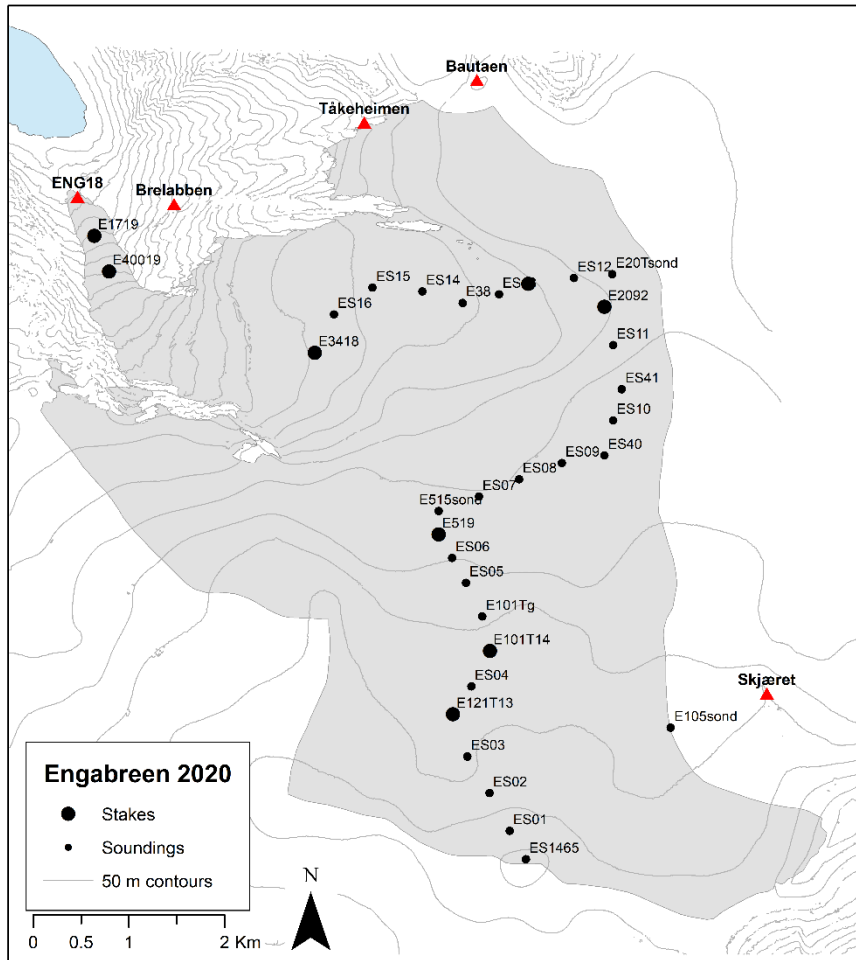 Bautaen
Tåkeheimen
ENG18
Brelabben
E1719
E40019
ES15
ES14
E38
ES
ES12
E20Tsond
E2092
ES16
E3418
ES11
ES41
ES10
ES40
ES09
ES08
ES07
E515sond
E519
ES06
ES05
E101Tg
E101T14
ES04
E121T13
Skjæret
E105sond
ES03
ES02
ES01
ES1465
Engabreen 2020
Stakes
Soundings
50 m contours
0 0.5 1 2 Km
N